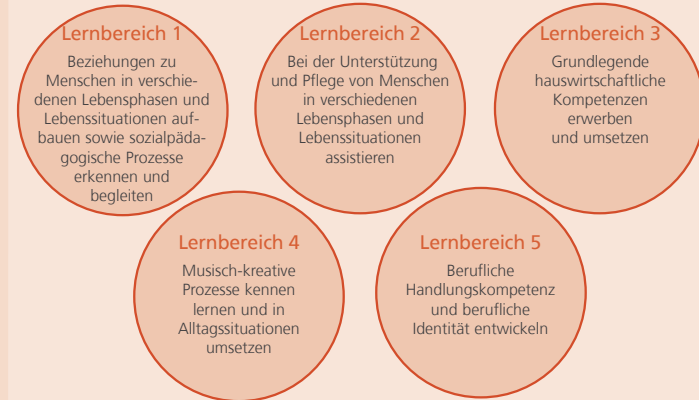 Lernbereich 1
Beziehungen zu
Menschen in verschie-
denen Lebensphasen und
Lebenssituationen auf-
bauen sowie sozialpäda-
gogische Prozesse
erkennen und
begleiten
Lernbereich 2
Bei der Unterstützung
und Pflege von Menschen
in verschiedenen
Lebensphasen und
Lebenssituationen
assistieren
Lernbereich 3
Grundlegende
hauswirtschaftliche
Kompetenzen
erwerben
und umsetzen
Lernbereich 4
Musisch-kreative
Prozesse kennen
lernen und in
Alltagssituationen
umsetzen
Lernbereich 5
Berufliche
Handlungskompetenz
und berufliche
Identität entwickeln